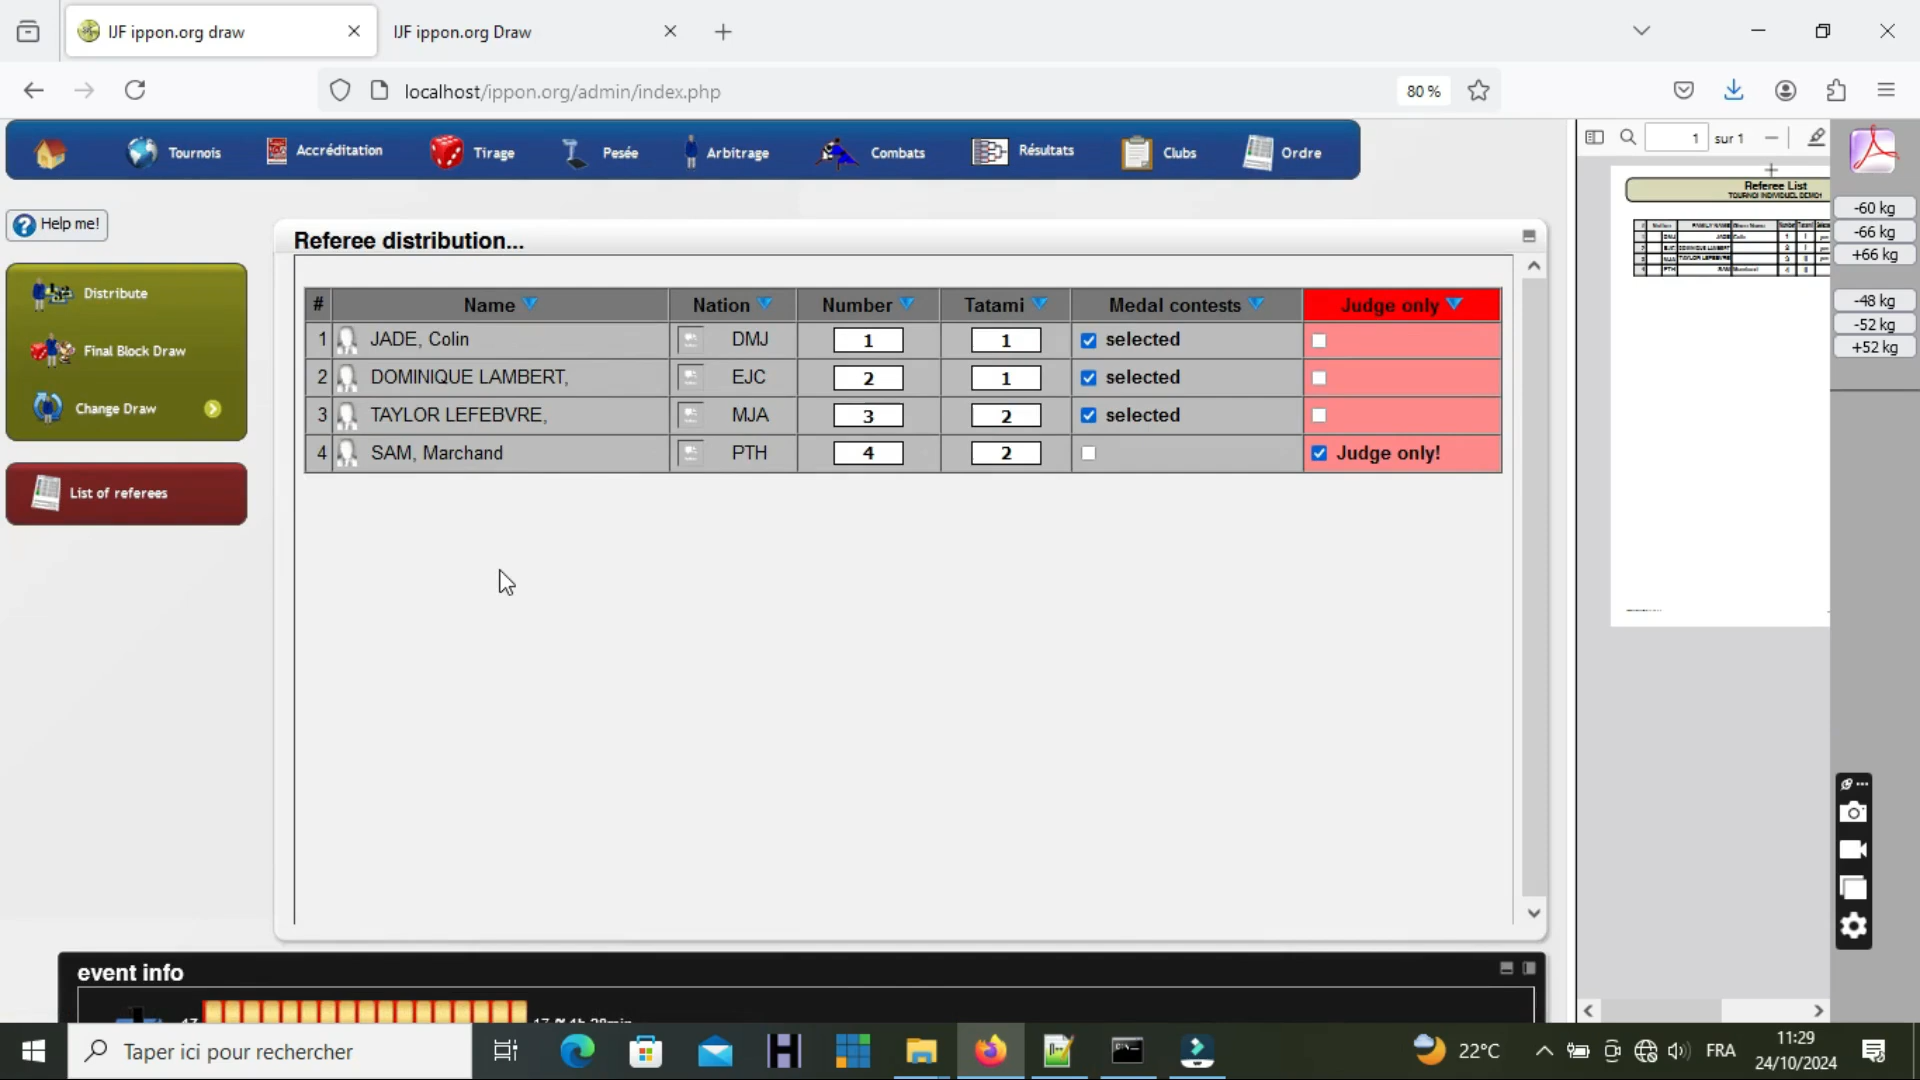 IJF ippon.org draw
IJF ippon.org Draw
localhost/ippon.org/admin/index.php
80 %
Tournois
Accréditation
Tirage
Pesée
Arbitrage
Combats
Résultats
Clubs
Ordre
1 sur 1
Help me!
Distribute
Final Block Draw
Change Draw
List of referees
Referee distribution...
# Name Nation Number Tatami Medal contests Judge only
1 JADE, Colin DMJ 1 1 selected
2 DOMINIQUE LAMBERT, EJC 2 1 selected
3 TAYLOR LEFEBVRE, MJA 3 2 selected
4 SAM, Marchand PTH 4 2 Judge only!
Referee List
TOURNOI INDIVIDUEL DEMO1
-60 kg
-66 kg
+66 kg
-48 kg
-52 kg
+52 kg
event info
Taper ici pour rechercher
22°C
FRA
11:29
24/10/2024